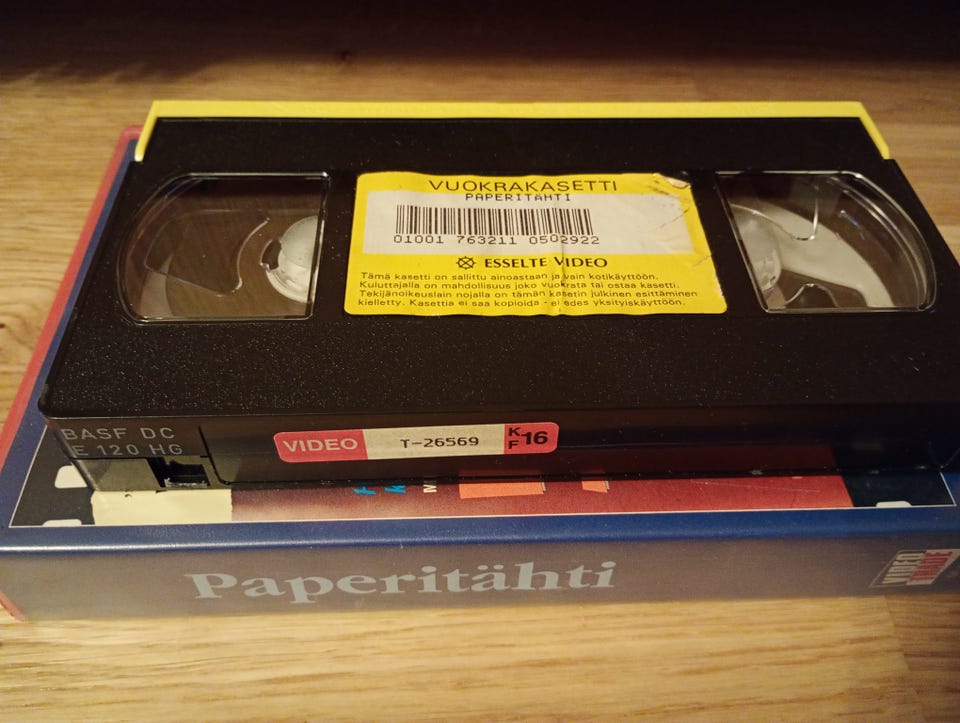 VUOKRAKASETTI
PAPERITÄHTI
01001 763211 0502922
ESSELTE VIDEO
Tämä kasetti on sallittu ainoastaan ja vain kotikäyttöön.
Kuluttajalla on mahdollisuus joko vuokrata tai ostaa kasetti.
Tekijänoikeuslain nojalla on tämän kasetin julkinen esittäminen
kielletty. Kasettia ei saa kopioida - ei edes yksityiskäyttöön.
BASF DC
E 120 HG
VIDEO T-26569 K F 16
Paperitähti
VIDEO